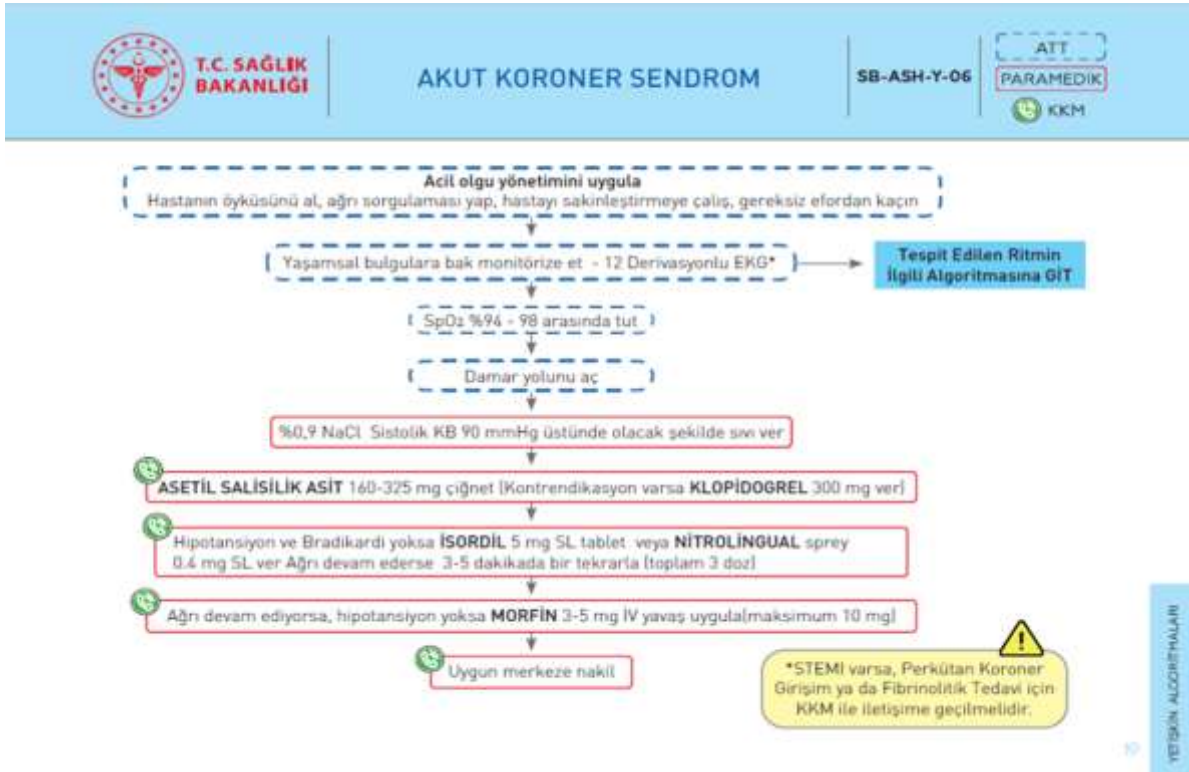 T.C. SAĞLIK
BAKANLIĞI
AKUT KORONER SENDROM
SB-ASH-Y-06
ATT
PARAMEDİK
KKM
Acil olgu yönetimini uygula
Hastanın öyküsünü al, ağrı sorgulaması yap, hastayı sakinleştirmeye çalış, gereksiz efordan kaçın
Yaşamsal bulgulara bak monitörize et - 12 Derivasyonlu EKG*
Tespit Edilen Ritmin
İlgili Algoritmasına GİT
SpO2 %94 - 98 arasında tut
Damar yolunu aç
%0,9 NaCl Sistolik KB 90 mmHg üstünde olacak şekilde sıvı ver
ASETİL SALİSİLİK ASİT 160-325 mg çiğnet (Kontrendikasyon varsa KLOPİDOGREL 300 mg ver)
Hipotansiyon ve Bradikardi yoksa İSORDİL 5 mg SL tablet veya NİTROLİNGUAL sprey
0.4 mg SL ver Ağrı devam ederse 3-5 dakikada bir tekrarla (toplam 3 doz)
Ağrı devam ediyorsa, hipotansiyon yoksa MORFİN 3-5 mg İV yavaş uygula(maksimum 10 mg)
Uygun merkeze nakil
*STEMI varsa, Perkütan Koroner
Girişim ya da Fibrinolitik Tedavi için
KKM ile iletişime geçilmelidir.
YETİŞKİN ALGORİTMALARI